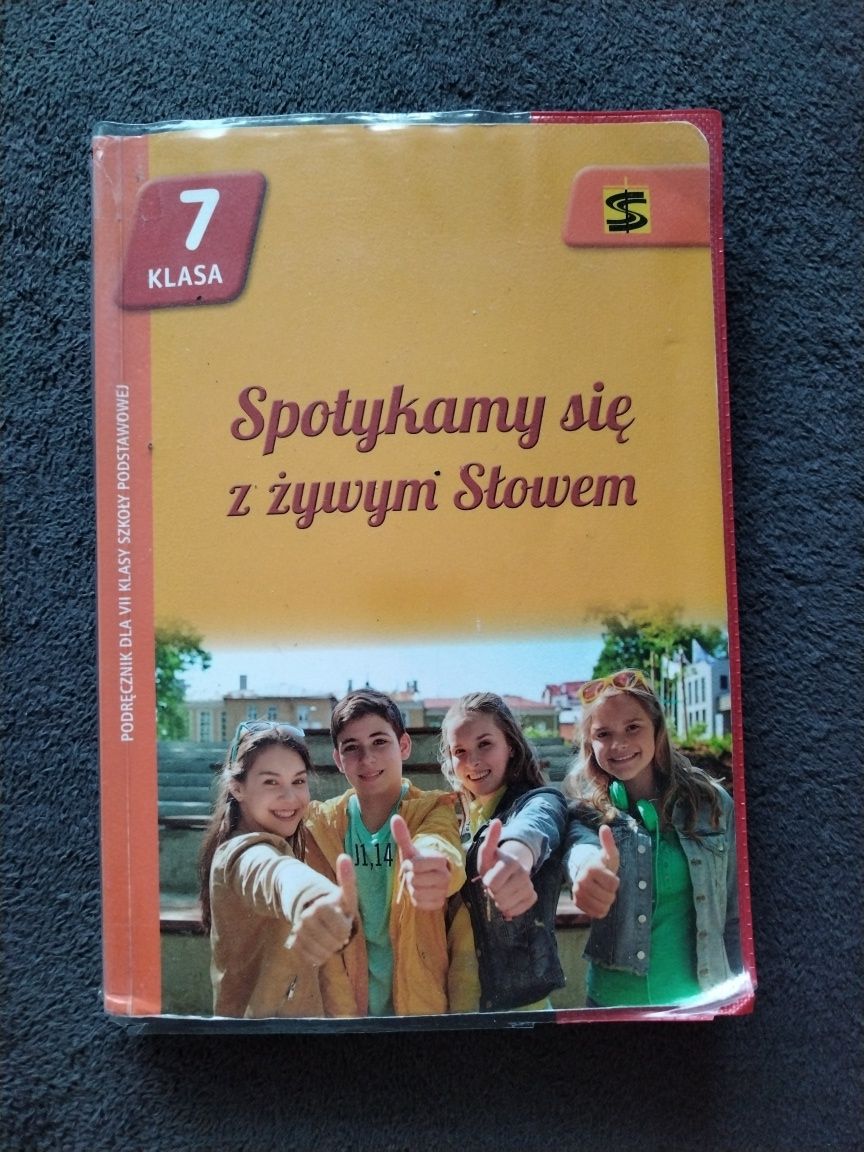 7
KLASA
S
Spotykamy się
z żywym Słowem
PODRĘCZNIK DLA VII KLASY SZKOŁY PODSTAWOWEJ
J1,14